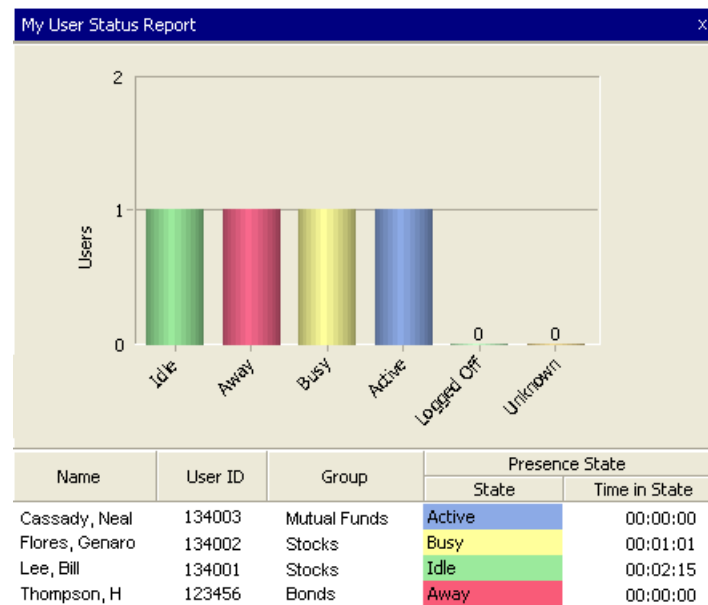 My User Status Report x
2
1
0
Users
Idle Away Busy Active Logged Off Unknown
0 0
Name User ID Group Presence State
State Time in State
Cassady, Neal 134003 Mutual Funds Active 00:00:00
Flores, Genaro 134002 Stocks Busy 00:01:01
Lee, Bill 134001 Stocks Idle 00:02:15
Thompson, H 123456 Bonds Away 00:00:00